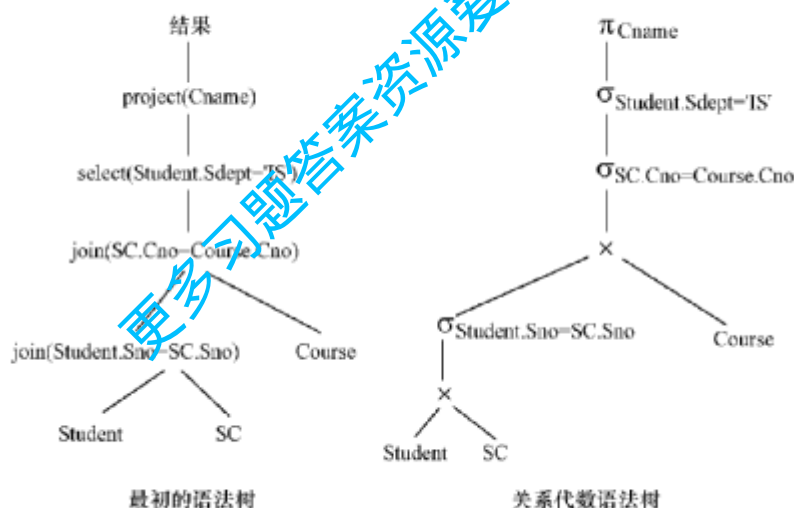 结果
project(Cname)
select(Student.Sdept='IS')
join(SC.Cno=Course.Cno)
join(Student.Sno=SC.Sno)
Course
Student
SC
最初的语法树
πCname
σStudent.Sdept='IS'
σSC.Cno=Course.Cno
×
σStudent.Sno=SC.Sno
Course
×
Student
SC
关系代数语法树
更多习题答案资源